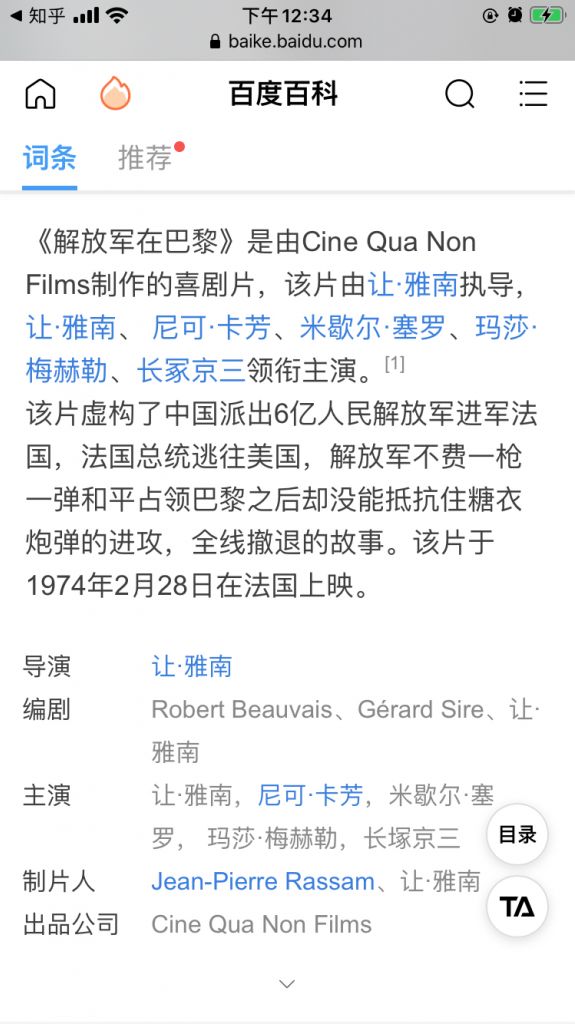 知乎
下午12:34
baike.baidu.com
百度百科
词条
推荐
《解放军在巴黎》是由Cine Qua Non
Films制作的喜剧片，该片由让·雅南执导，
让·雅南、 尼可·卡芳、米歇尔·塞罗、玛莎·
梅赫勒、长冢京三领衔主演。[1]
该片虚构了中国派出6亿人民解放军进军法
国，法国总统逃往美国，解放军不费一枪
一弹和平占领巴黎之后却没能抵抗住糖衣
炮弹的进攻，全线撤退的故事。该片于
1974年2月28日在法国上映。
导演 让·雅南
编剧 Robert Beauvais、Gérard Sire、让·
雅南
主演 让·雅南，尼可·卡芳，米歇尔·塞
罗， 玛莎·梅赫勒，长塚京三
目录
制片人 Jean-Pierre Rassam、让·雅南
TA
出品公司 Cine Qua Non Films